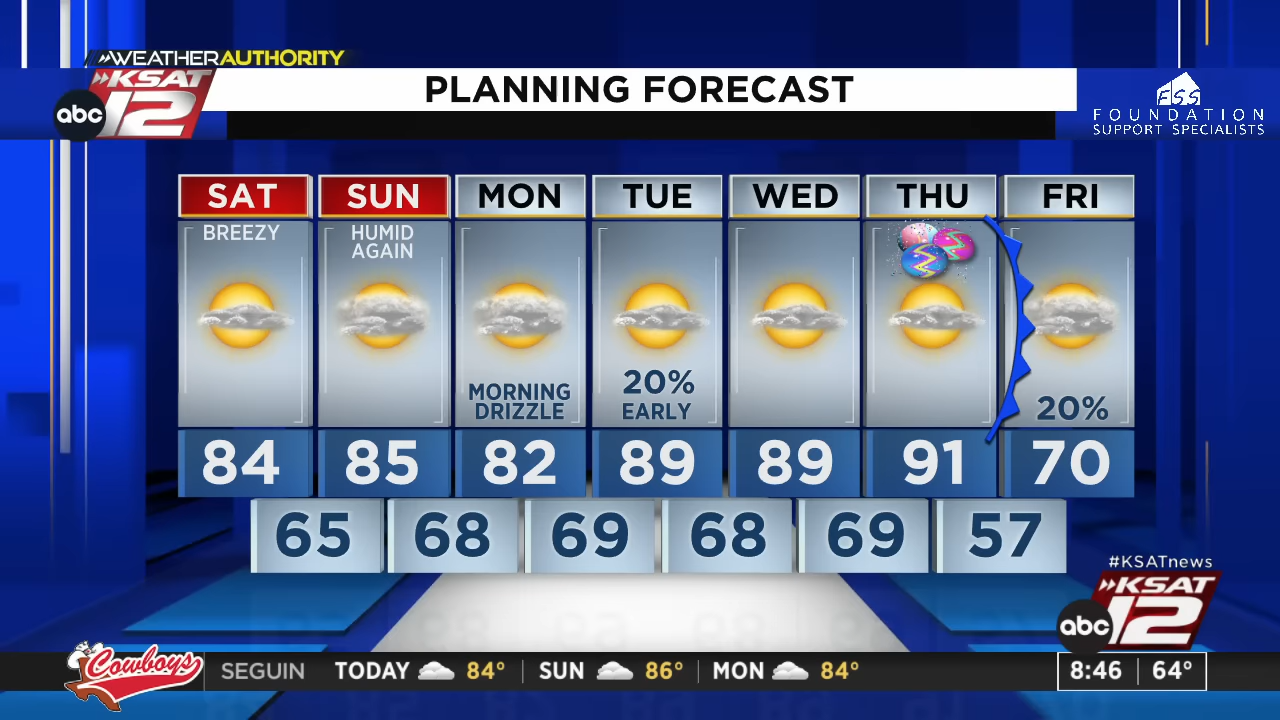 WEATHERAUTHORITY
KSAT
abc 12
PLANNING FORECAST
FSS
FOUNDATION
SUPPORT SPECIALISTS
SAT SUN MON TUE WED THU FRI
BREEZY
HUMID
AGAIN
MORNING
DRIZZLE
20%
EARLY
20%
84 85 82 89 89 91 70
65 68 69 68 69 57
#KSATnews
KSAT
abc 12
Cowboys SEGUIN TODAY 84° SUN 86° MON 84° 8:46 64°